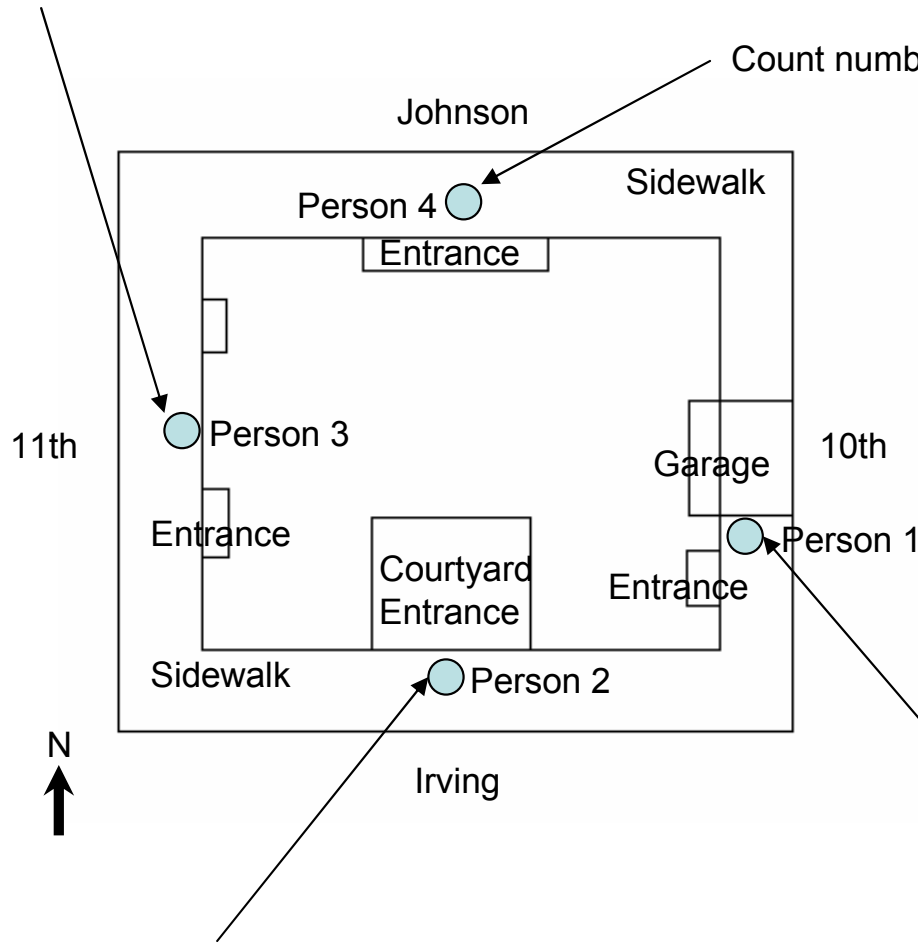 Count numb
Johnson
Sidewalk
Person 4
Entrance
11th
Person 3
Garage
10th
Entrance
Person 1
Courtyard
Entrance
Entrance
Sidewalk
Person 2
N
Irving